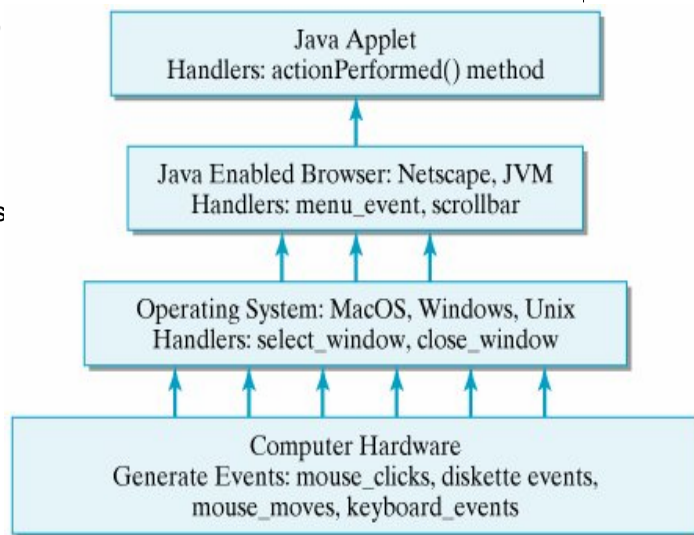 Java Applet
Handlers: actionPerformed() method
Java Enabled Browser: Netscape, JVM
Handlers: menu_event, scrollbar
s
Operating System: MacOS, Windows, Unix
Handlers: select_window, close_window
Computer Hardware
Generate Events: mouse_clicks, diskette events,
mouse_moves, keyboard_events